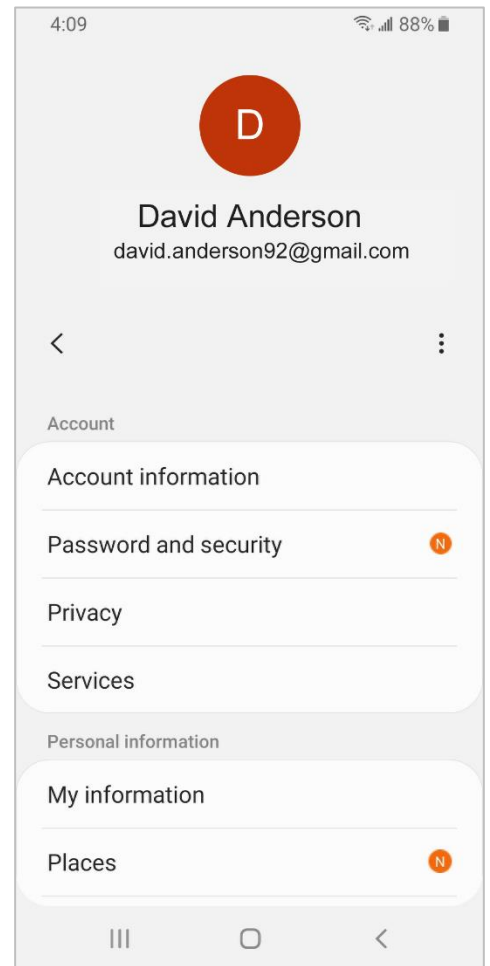 4:09 88%
D
David Anderson
david.anderson92@gmail.com
Account
Account information
Password and security N
Privacy
Services
Personal information
My information
Places N